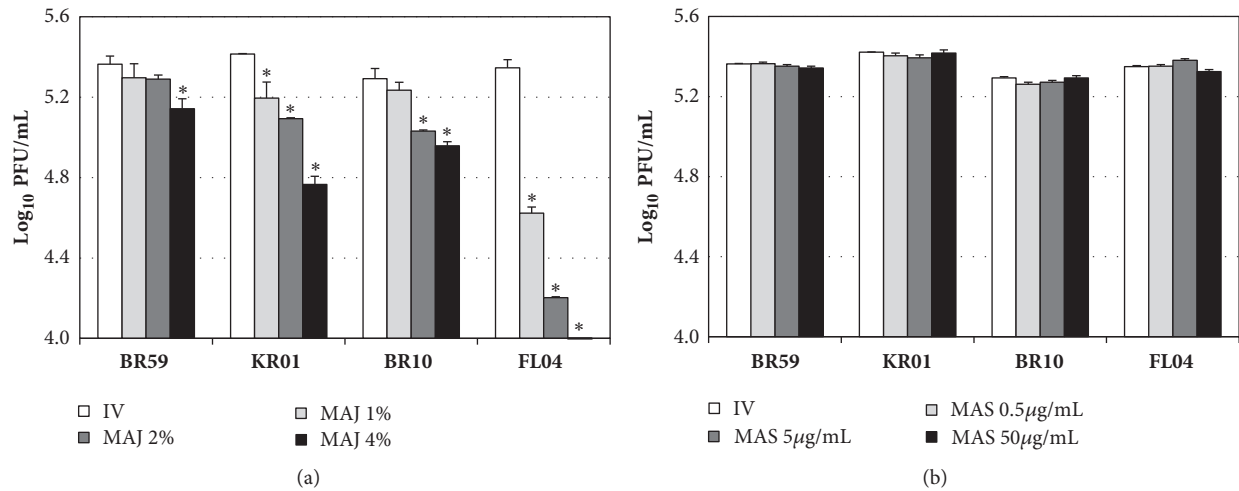 5.6
5.2
4.8
4.4
4.0
Log10 PFU/mL
*
*
*
*
*
*
*
*
*
BR59 KR01 BR10 FL04
IV MAJ 1%
MAJ 2% MAJ 4%
(a)
5.6
5.2
4.8
4.4
4.0
Log10 PFU/mL
BR59 KR01 BR10 FL04
IV MAS 0.5μg/mL
MAS 5μg/mL MAS 50μg/mL
(b)